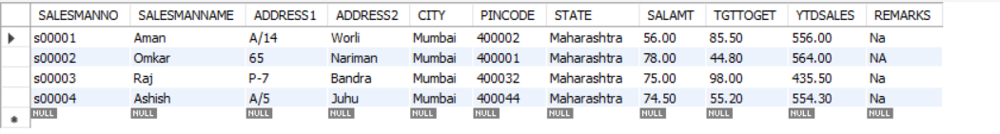 SALESMANNO SALESMANNAME ADDRESS1 ADDRESS2 CITY PINCODE STATE SALAMT TGTTOGET YTDSALES REMARKS
s00001 Aman A/14 Worli Mumbai 400002 Maharashtra 56.00 85.50 556.00 Na
s00002 Omkar 65 Nariman Mumbai 400001 Maharashtra 78.00 44.80 564.00 NA
s00003 Raj P-7 Bandra Mumbai 400032 Maharashtra 75.00 98.00 435.50 Na
s00004 Ashish A/5 Juhu Mumbai 400044 Maharashtra 74.50 55.20 554.30 Na
NULL NULL NULL NULL NULL NULL NULL NULL NULL NULL NULL